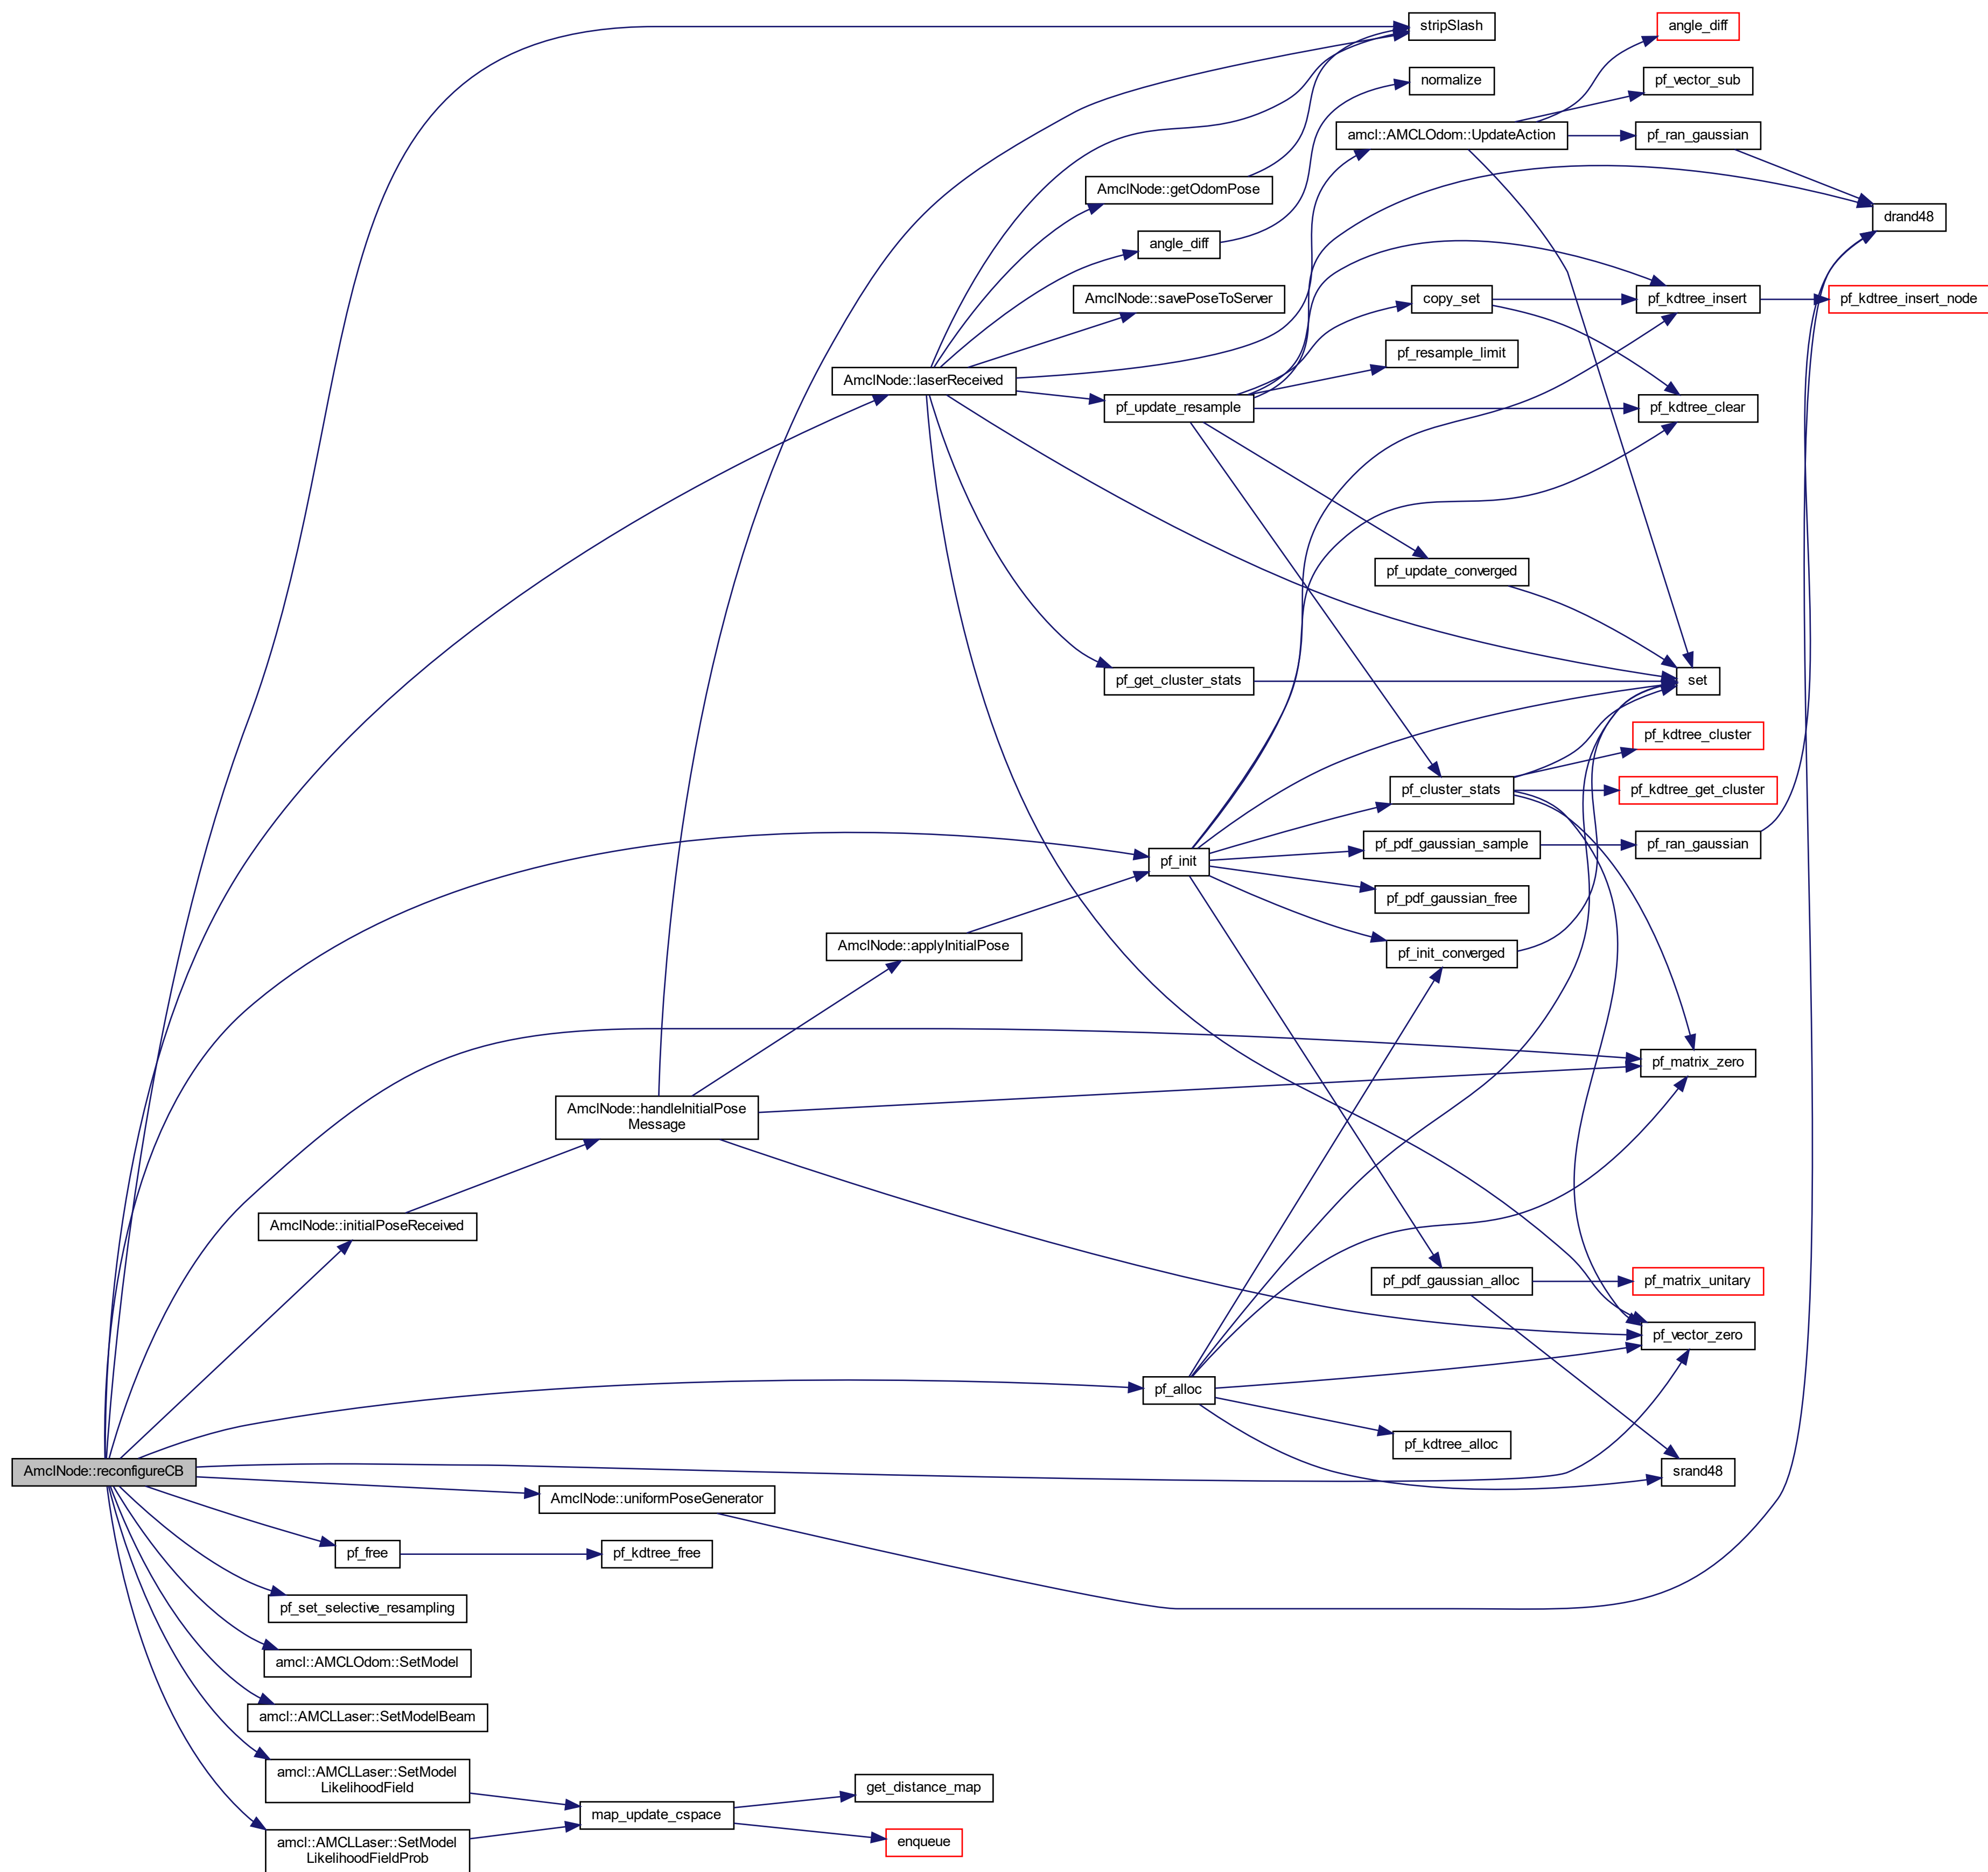 stripSlash
angle_diff
normalize
pf_vector_sub
amcl::AMCLOdom::UpdateAction
pf_ran_gaussian
AmclNode::getOdomPose
drand48
angle_diff
AmclNode::savePoseToServer
copy_set
pf_kdtree_insert
pf_kdtree_insert_node
pf_resample_limit
AmclNode::laserReceived
pf_update_resample
pf_kdtree_clear
pf_update_converged
pf_get_cluster_stats
set
pf_kdtree_cluster
pf_cluster_stats
pf_kdtree_get_cluster
pf_pdf_gaussian_sample
pf_ran_gaussian
pf_init
pf_pdf_gaussian_free
AmclNode::applyInitialPose
pf_init_converged
pf_matrix_zero
AmclNode::handleInitialPose
Message
AmclNode::initialPoseReceived
pf_pdf_gaussian_alloc
pf_matrix_unitary
pf_vector_zero
pf_alloc
pf_kdtree_alloc
AmclNode::reconfigureCB
srand48
AmclNode::uniformPoseGenerator
pf_free
pf_kdtree_free
pf_set_selective_resampling
amcl::AMCLOdom::SetModel
amcl::AMCLLaser::SetModelBeam
amcl::AMCLLaser::SetModel
LikelihoodField
get_distance_map
map_update_cspace
enqueue
amcl::AMCLLaser::SetModel
LikelihoodFieldProb